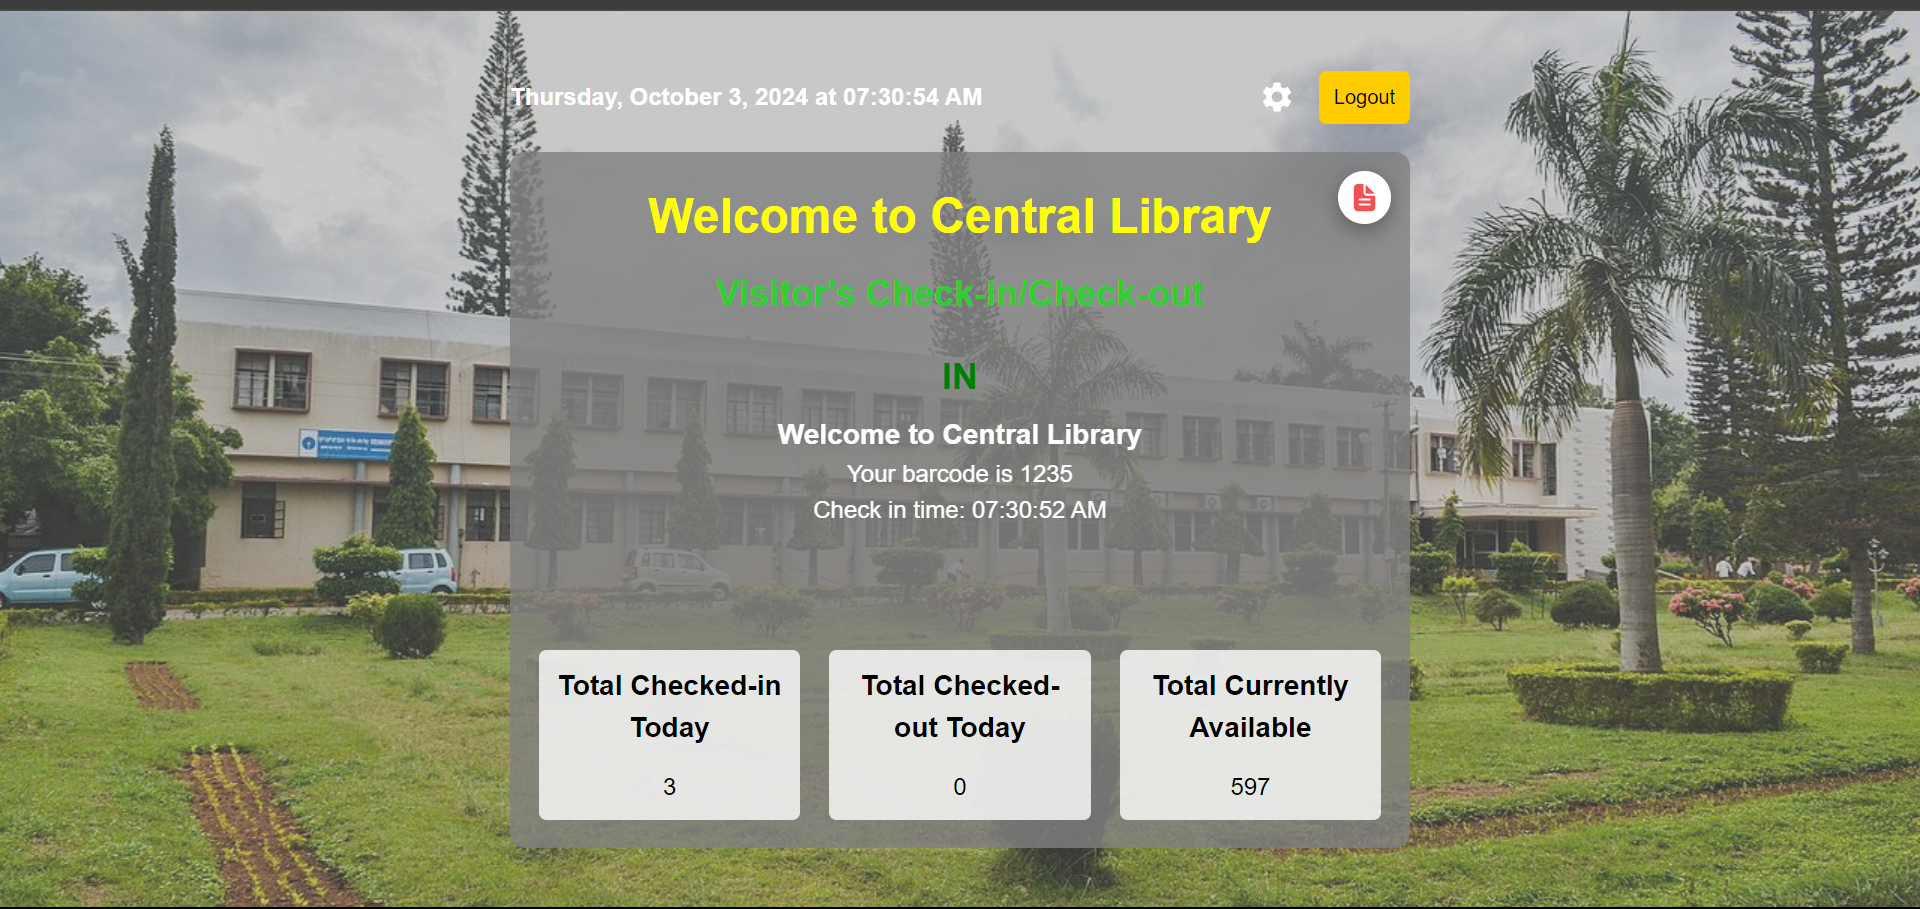 Thursday, October 3, 2024 at 07:30:54 AM
Logout
Welcome to Central Library
Visitor's Check-in/Check-out
IN
Welcome to Central Library
Your barcode is 1235
Check in time: 07:30:52 AM
Total Checked-in
Today
3
Total Checked-
out Today
0
Total Currently
Available
597